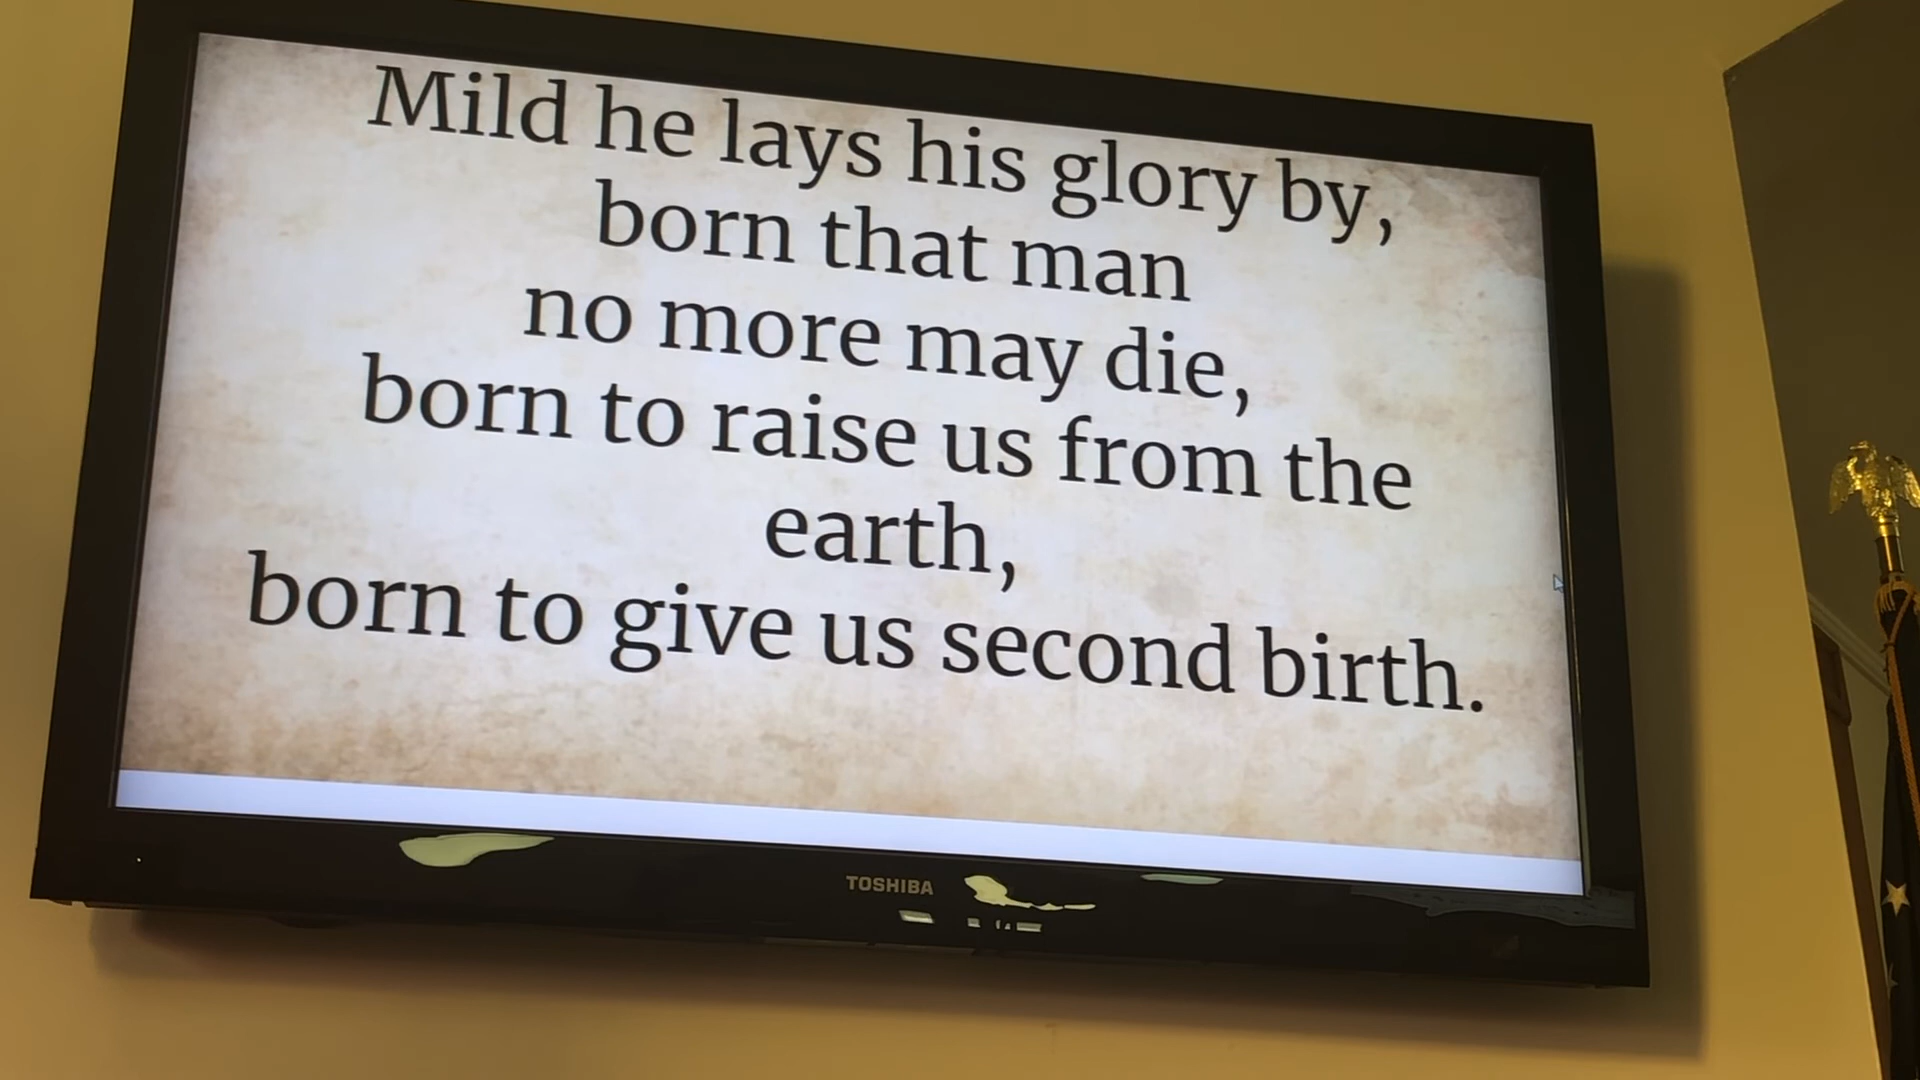 Mild he lays his glory by,
born that man
no more may die,
born to raise us from the
earth,
born to give us second birth.
TOSHIBA